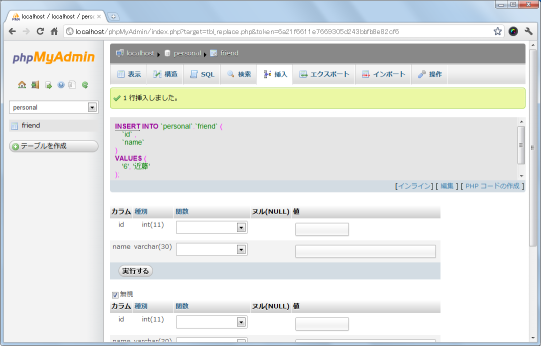 localhost / localhost / perso
localhost/phpMyAdmin/index.php?target=tbl_replace.php&token=
phpMyAdmin
personal
friend
テーブルを作成
localhost ▸ personal ▸ friend
表示 構造 SQL 検索 挿入 エクスポート インポート 操作
1 行挿入しました。
INSERT INTO `personal`.`friend` (
`id` ,
`name`
)
VALUES (
'6', '近藤'
);
[インライン] [ 編集 ] [ PHP コードの作成 ]
カラム 種別 関数 ヌル(NULL) 値
id int(11)
name varchar(30)
実行する
無視
カラム 種別 関数 ヌル(NULL) 値
id int(11)
name varchar(30)